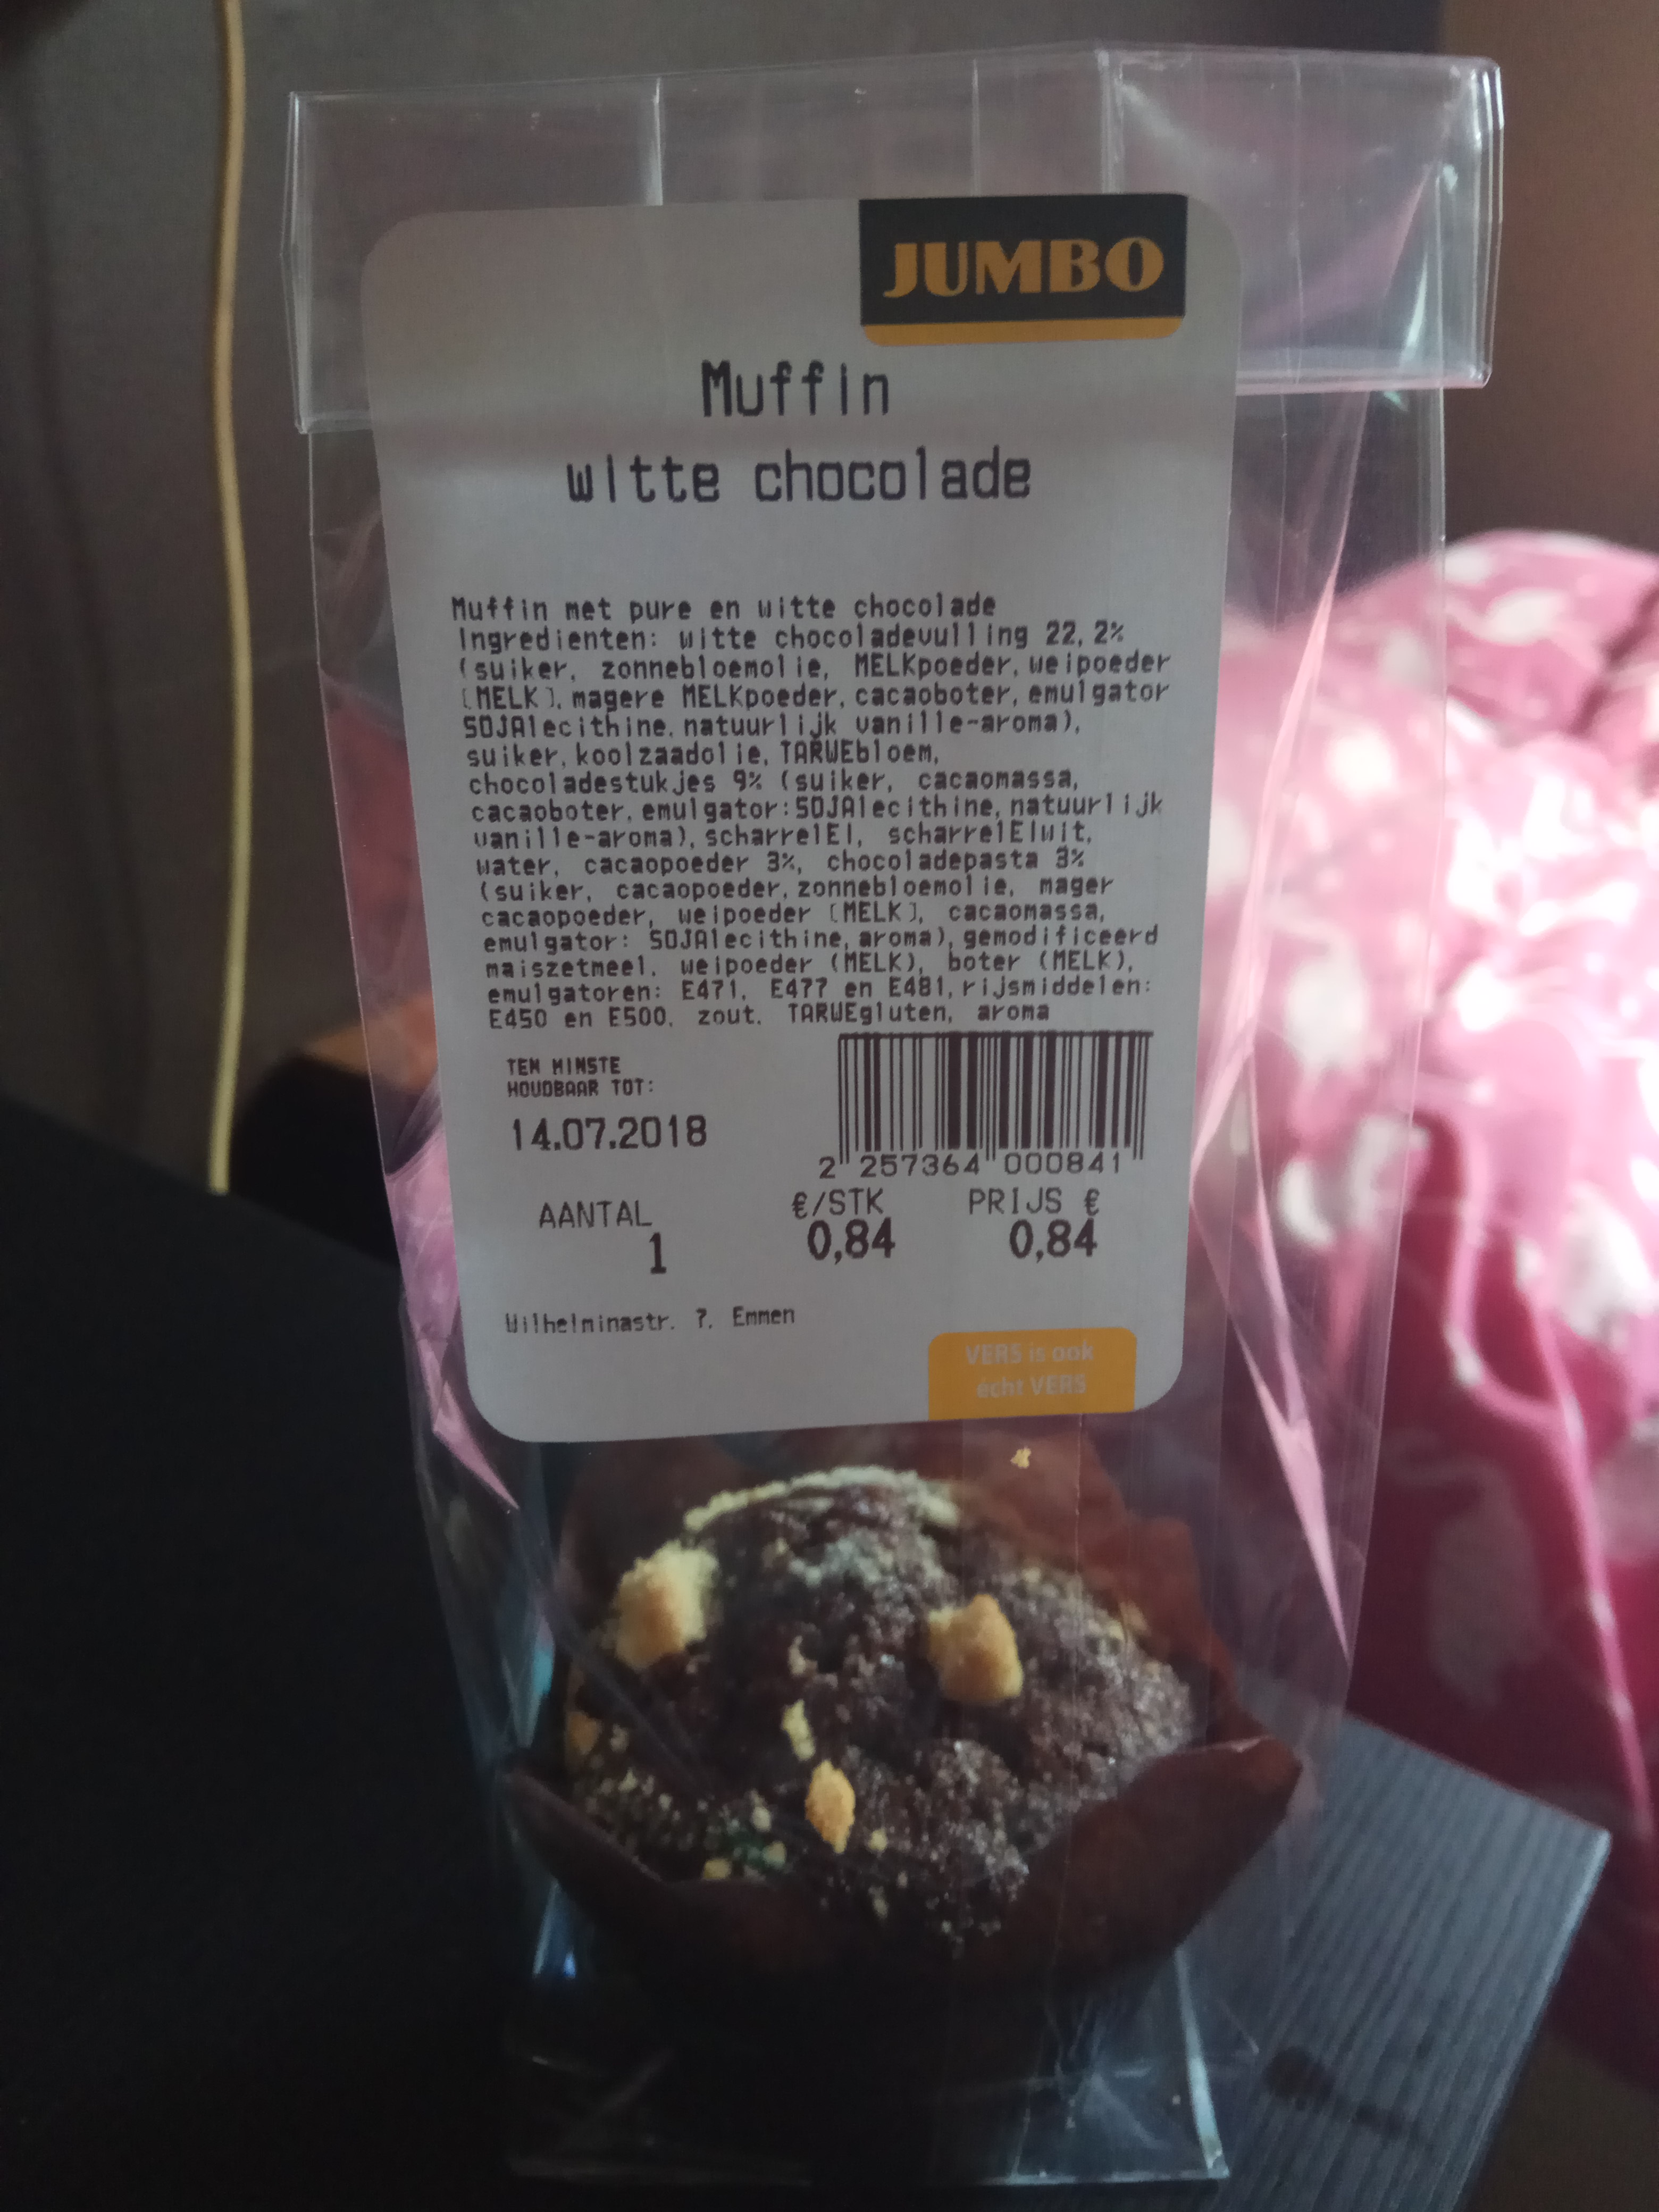 JUMBO
Muffin
witte chocolade
Muffin met pure en witte chocolade
Ingredienten: witte chocoladevulling 22,2%
(suiker, zonnebloemolie, MELKpoeder, weipoeder
[MELK], magere MELKpoeder, cacaoboter, emulgator
SOJAlecithine, natuurlijk vanille-aroma),
suiker, koolzaadolie, TARWEbloem,
chocoladestukjes 9% (suiker, cacaomassa,
cacaoboter, emulgator:SOJAlecithine, natuurlijk
vanille-aroma), scharrelEI, scharrelEIwit,
water, cacaopoeder 3%, chocoladepasta 3%
(suiker, cacaopoeder, zonnebloemolie, mager
cacaopoeder, weipoeder [MELK], cacaomassa,
emulgator: SOJAlecithine, aroma), gemodificeerd
maiszetmeel, weipoeder (MELK), boter (MELK),
emulgatoren: E471, E477 en E481, rijsmiddelen:
E450 en E500, zout, TARWEgluten, aroma
TEN MINSTE
HOUDBAAR TOT:
14.07.2018
2 257364 000841
AANTAL €/STK PRIJS €
1 0,84 0,84
Wilhelminastr. 7, Emmen
VERS is ook
écht VERS